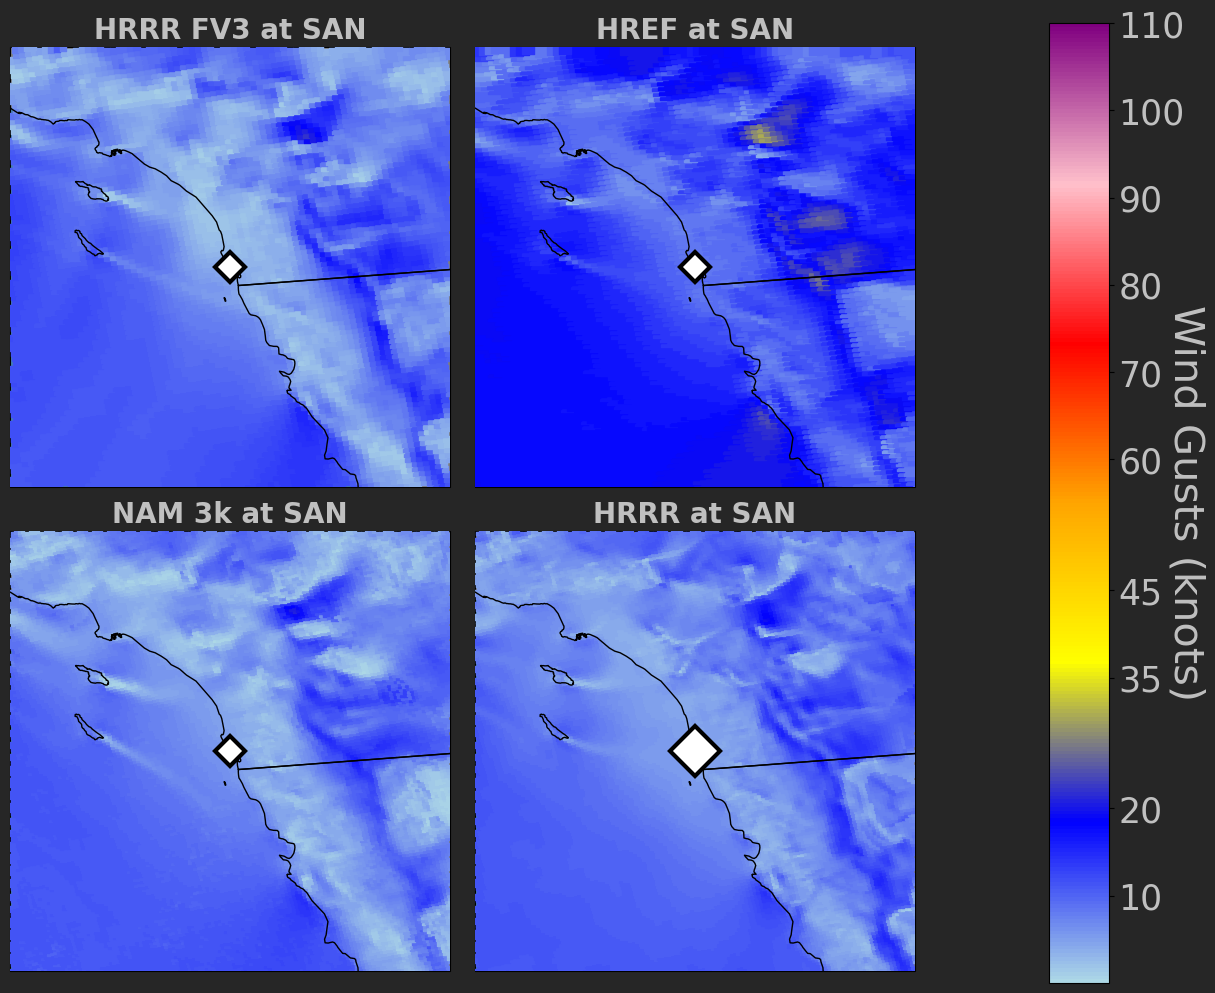 HRRR FV3 at SAN
HREF at SAN
NAM 3k at SAN
HRRR at SAN
110
100
90
80
70
60
45
35
20
10
Wind Gusts (knots)